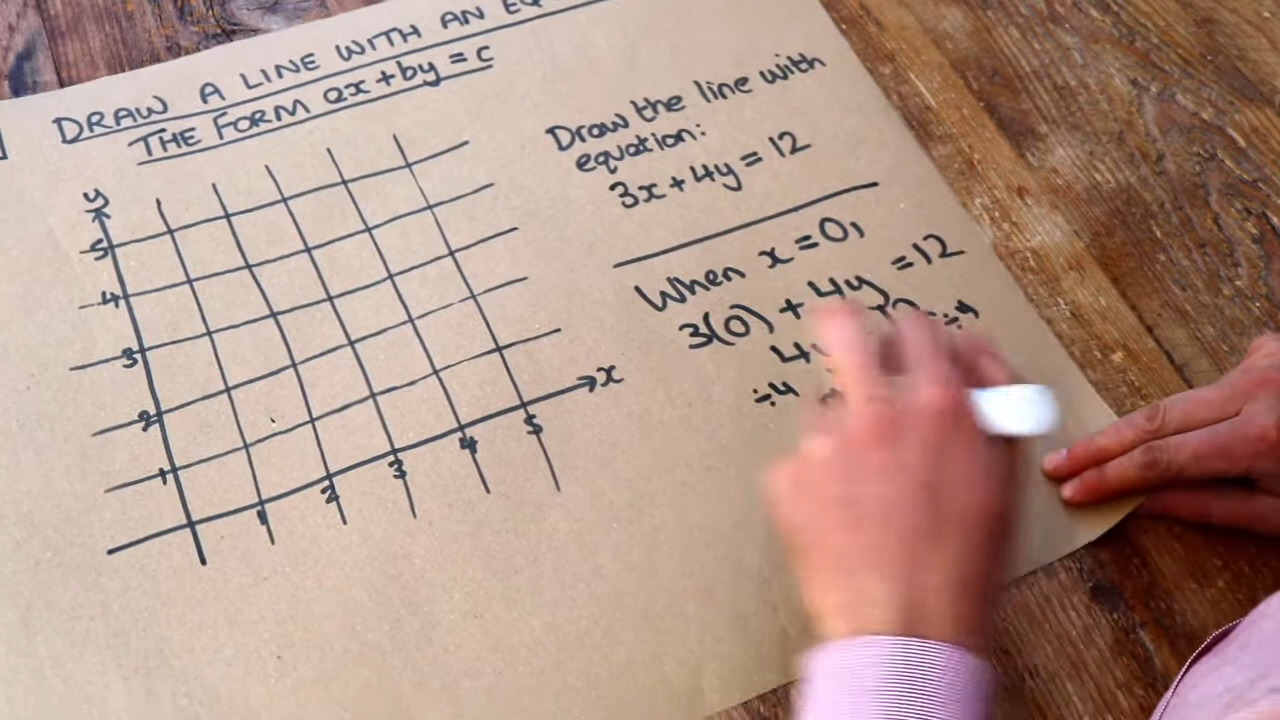 DRAW A LINE WITH AN
THE FORM ax+by=c
y
5
4
3
2
1
1
2
3
4
5
x
Draw the line with
equation:
3x+4y=12
When x=0,
3(0)+4y=12
÷4
÷4